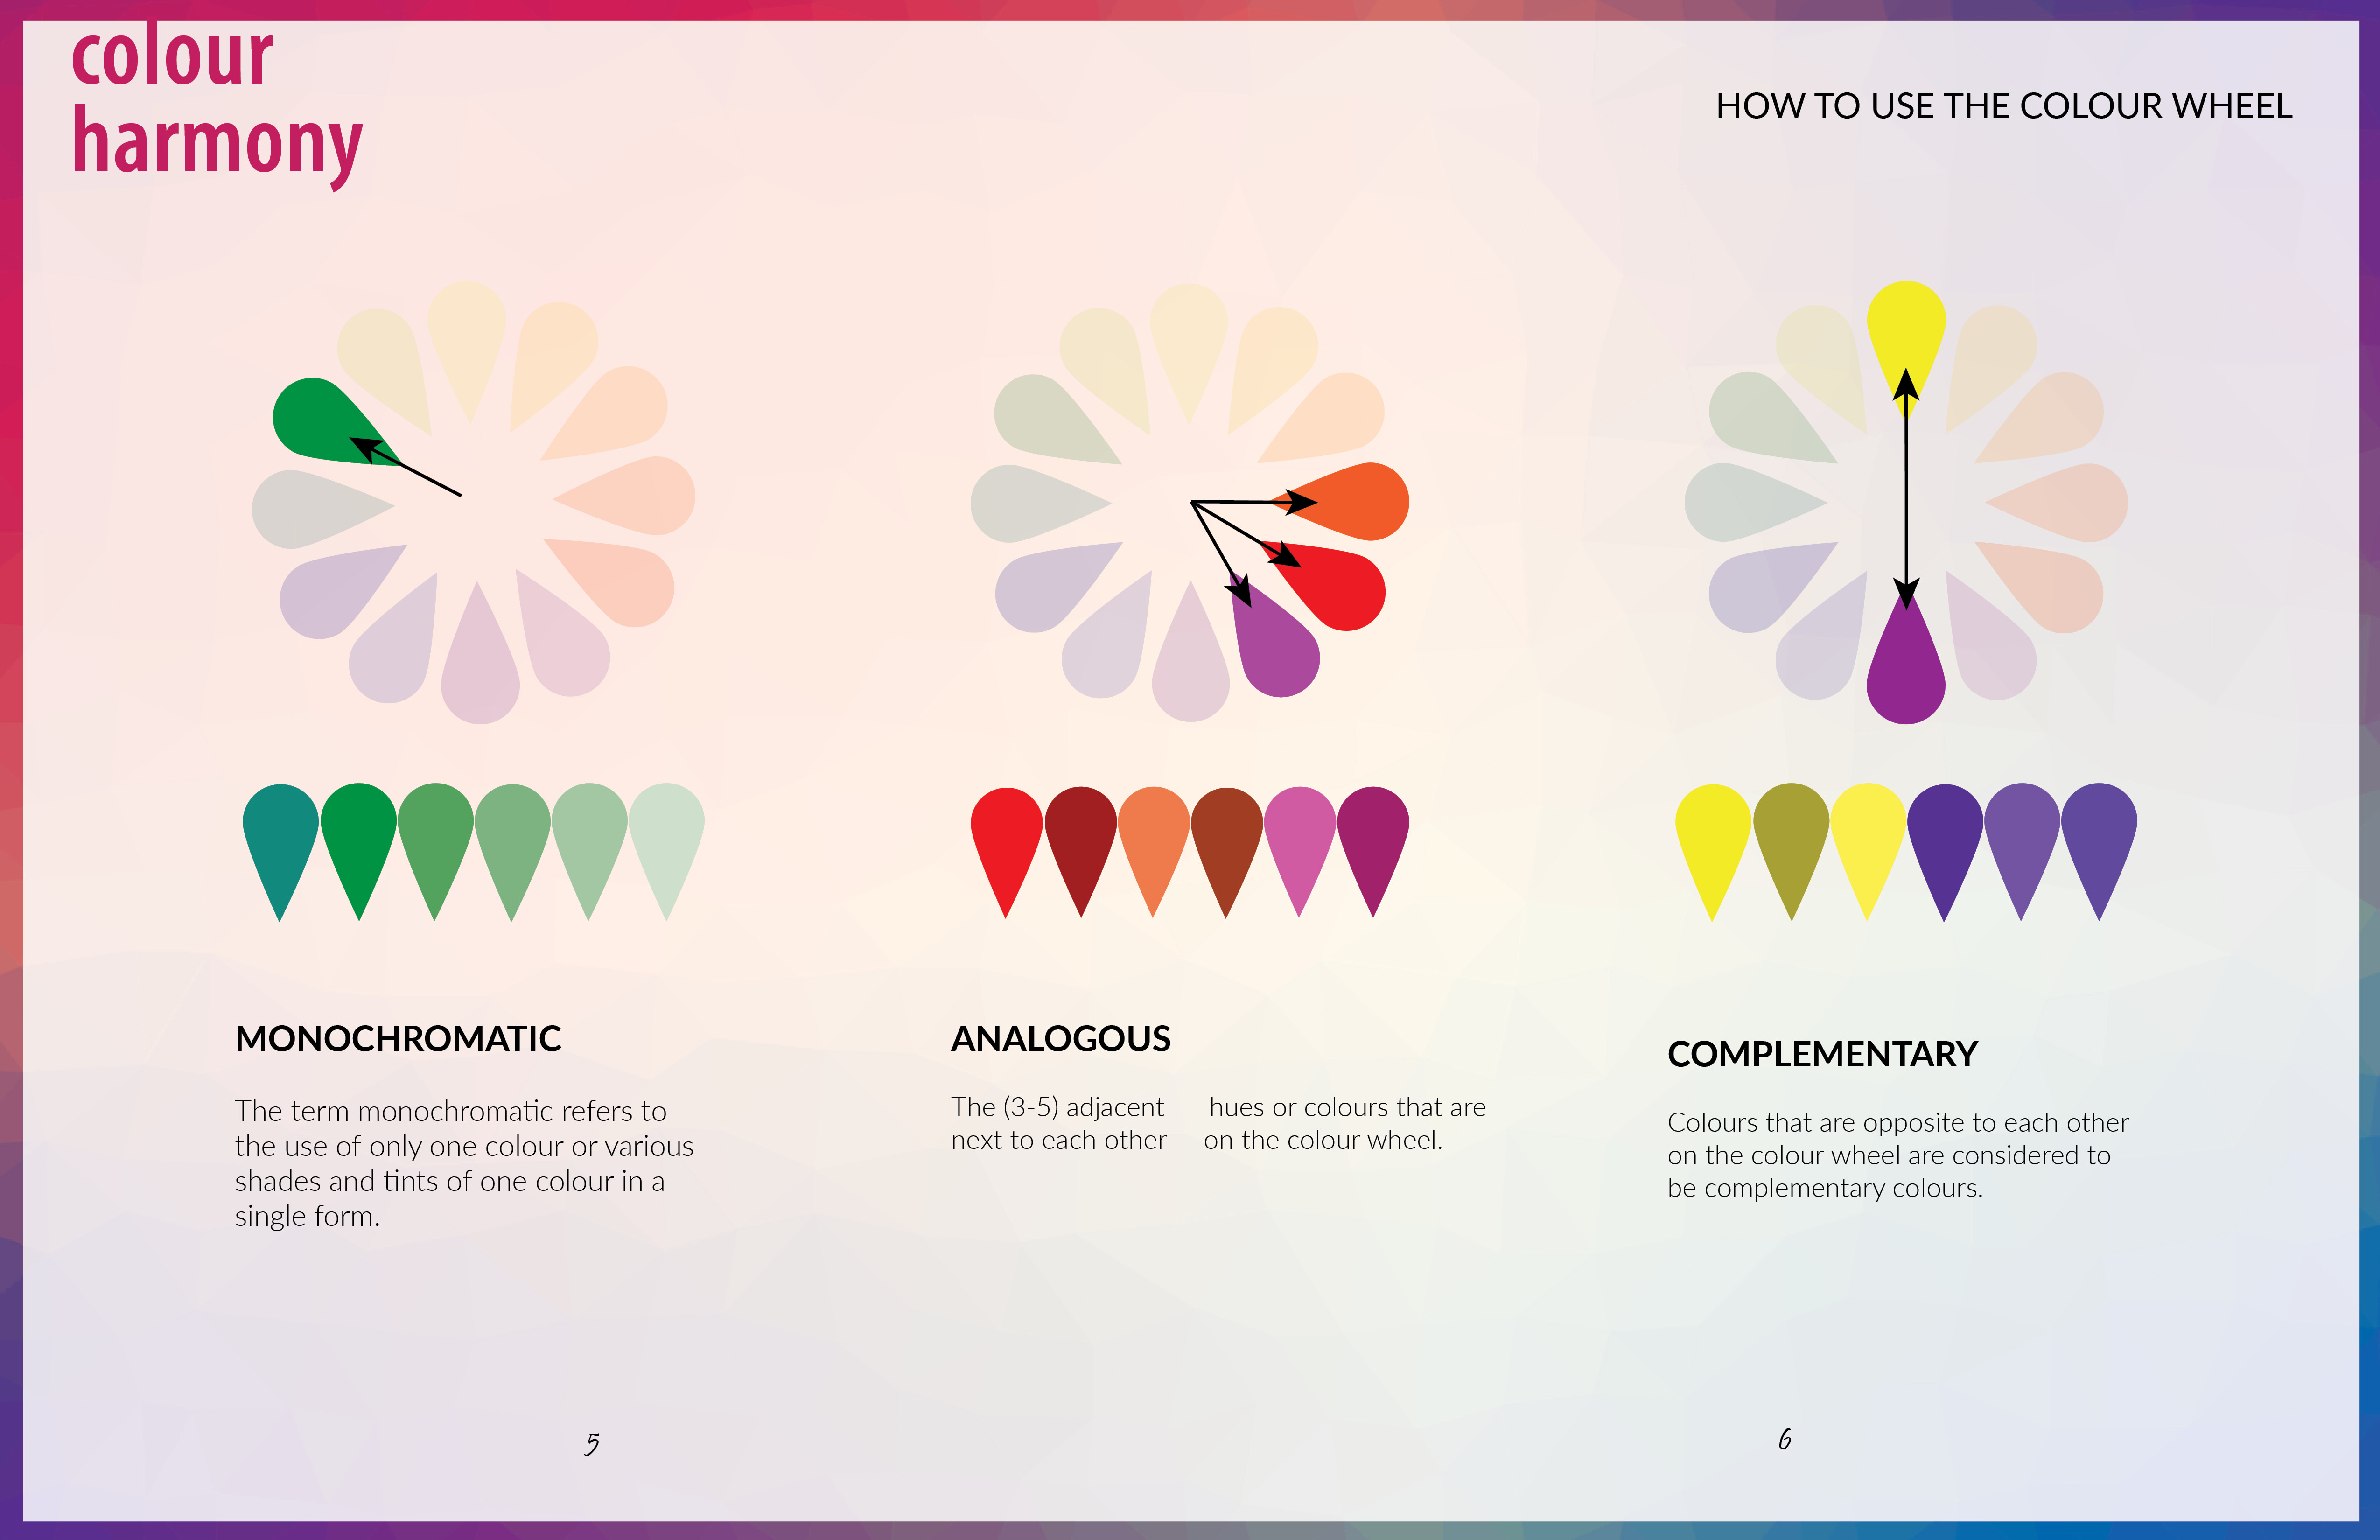 colour
harmony
HOW TO USE THE COLOUR WHEEL
MONOCHROMATIC
The term monochromatic refers to
the use of only one colour or various
shades and tints of one colour in a
single form.
ANALOGOUS
The (3-5) adjacent hues or colours that are
next to each other on the colour wheel.
COMPLEMENTARY
Colours that are opposite to each other
on the colour wheel are considered to
be complementary colours.
5
6